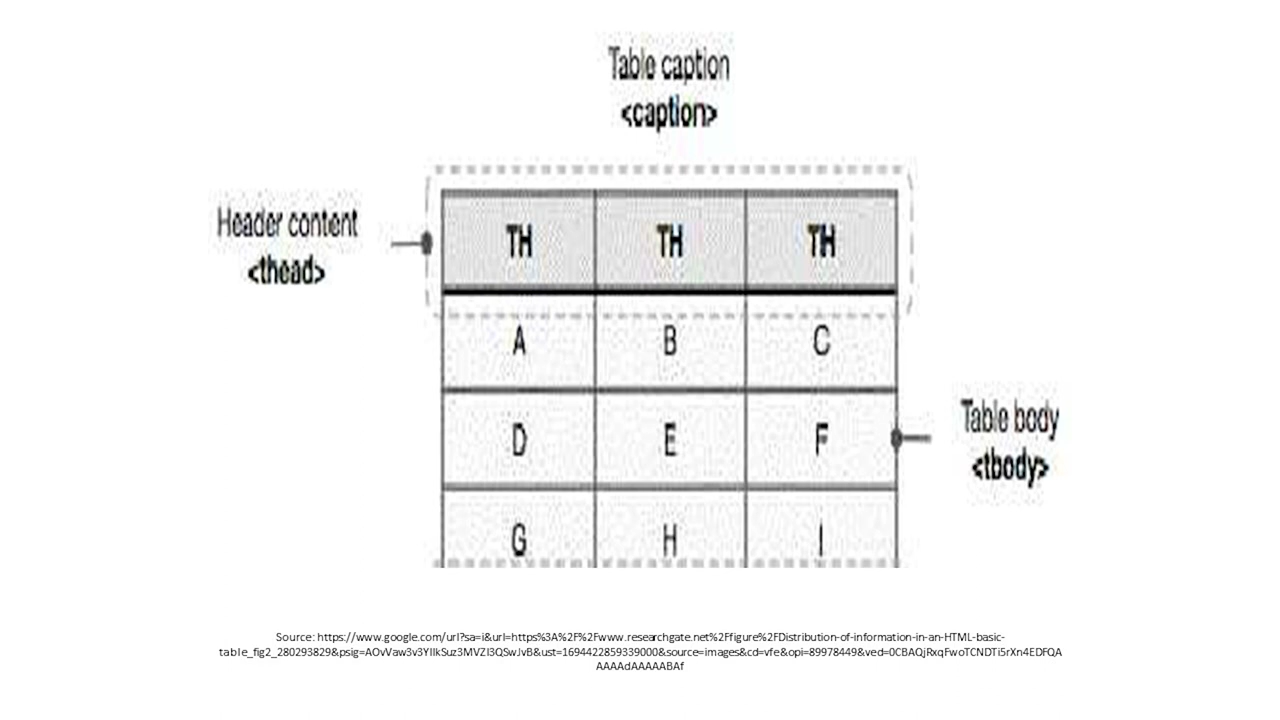 Table caption
<caption>
Header content
<thead>
TH TH TH
A B C
D E F
Table body
<tbody>
G H I
Source: https://www.google.com/url?sa=i&url=https%3A%2F%2Fwww.researchgate.net%2Ffigure%2FDistribution-of-information-in-an-HTML-basic-
table_fig2_280293829&psig=AOvVaw3v3YIlkSuz3MVZI3QSwJvB&ust=1694422859339000&source=images&cd=vfe&opi=89978449&ved=0CBAQjRxqFwoTCNDTi5rXn4EDFQA
AAAAdAAAAABAf